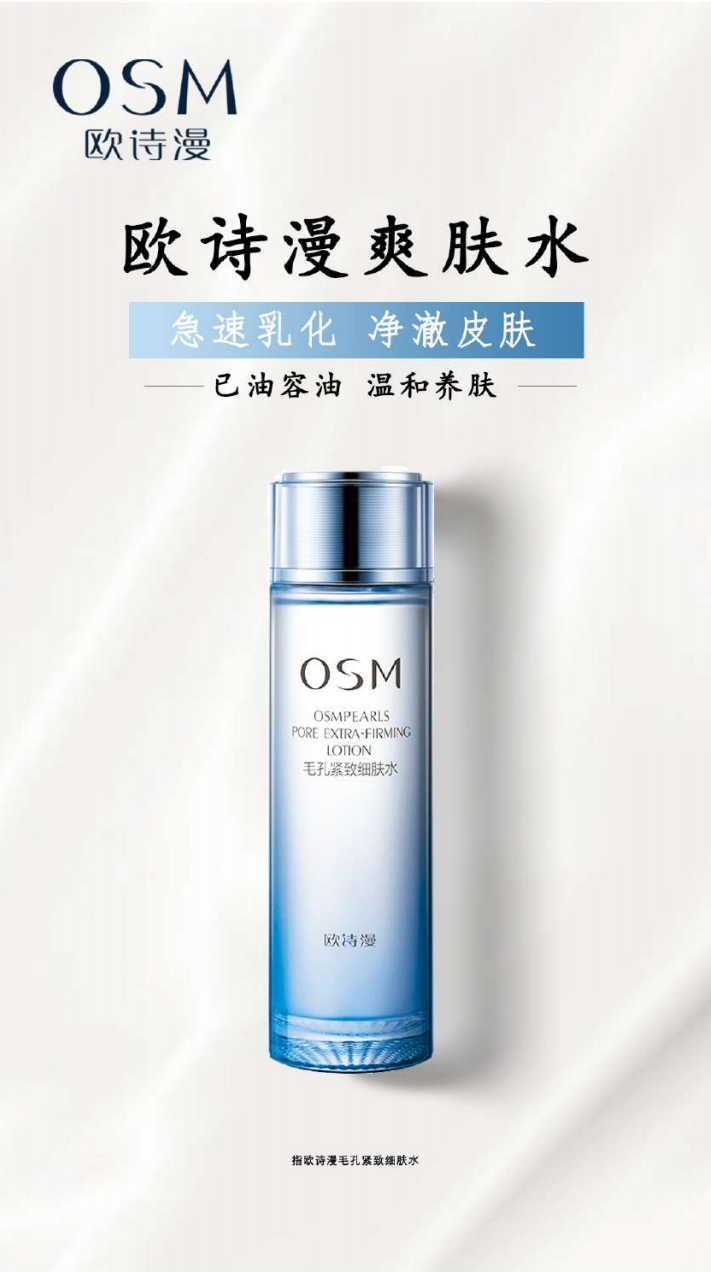 OSM
欧诗漫
欧诗漫爽肤水
急速乳化 净澈皮肤
已油容油 温和养肤
OSM
OSMPEARLS
PORE EXTRA-FIRMING
LOTION
毛孔紧致细肤水
欧诗漫
指欧诗漫毛孔紧致细肤水